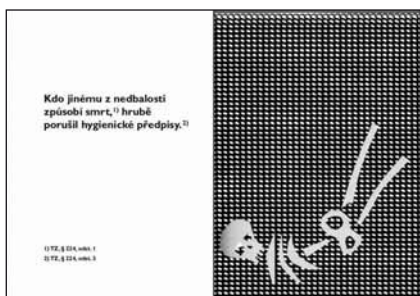 Kdo jinému z nedbalosti
způsobí smrt,¹⁾ hrubě
porušil hygienické předpisy.²⁾
1) TZ, § 224, odst. 1
2) TZ, § 224, odst. 3